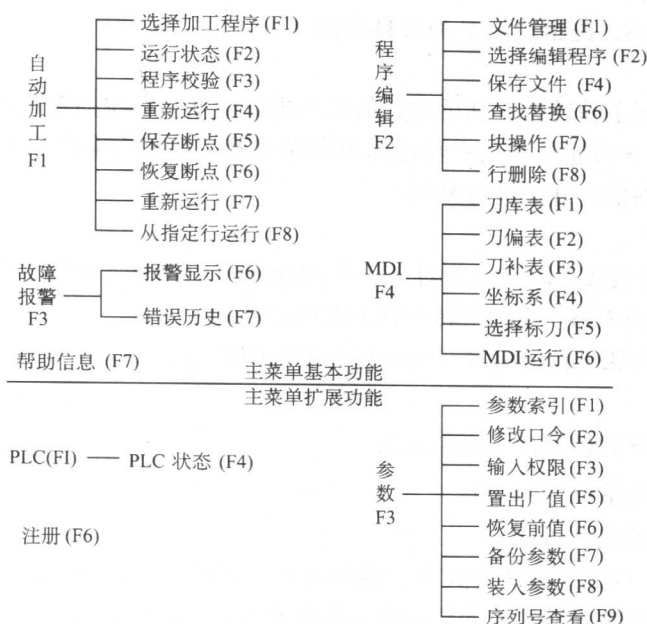 自动加工 F1
选择加工程序 (F1)
运行状态 (F2)
程序校验 (F3)
重新运行 (F4)
保存断点 (F5)
恢复断点 (F6)
重新运行 (F7)
从指定行运行 (F8)
程序编辑 F2
文件管理 (F1)
选择编辑程序 (F2)
保存文件 (F4)
查找替换 (F6)
块操作 (F7)
行删除 (F8)
故障报警 F3
报警显示 (F6)
错误历史 (F7)
MDI F4
刀库表 (F1)
刀偏表 (F2)
刀补表 (F3)
坐标系 (F4)
选择标刀 (F5)
MDI 运行 (F6)
帮助信息 (F7)
主菜单基本功能
主菜单扩展功能
PLC(FI)
PLC 状态 (F4)
注册 (F6)
参数 F3
参数索引 (F1)
修改口令 (F2)
输入权限 (F3)
置出厂值 (F5)
恢复前值 (F6)
备份参数 (F7)
装入参数 (F8)
序列号查看 (F9)